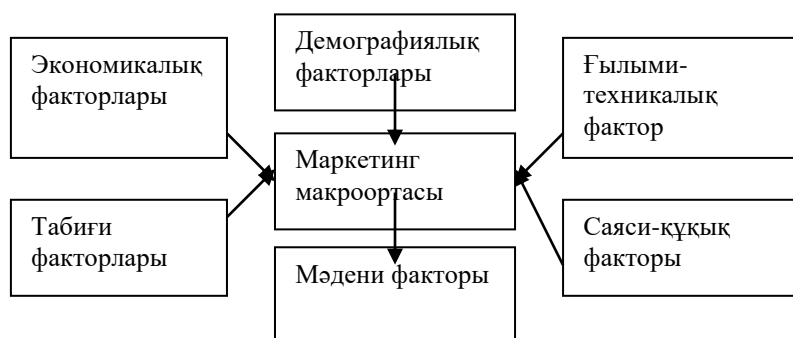 Экономикалық
факторлары
Демографиялық
факторлары
Ғылыми-
техникалық
фактор
Маркетинг
макроортасы
Табиғи
факторлары
Мәдени факторы
Саяси-құқық
факторы